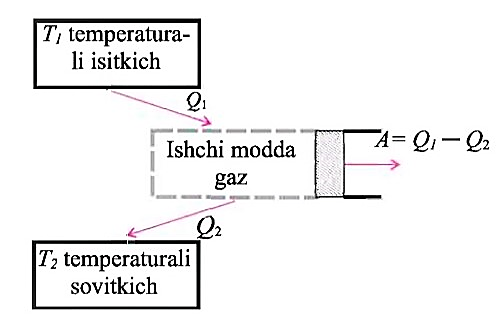 T₁ temperatura-
li isitkich
Q₁
A = Q₁ – Q₂
Ishchi modda
gaz
Q₂
T₂ temperaturali
sovitkich